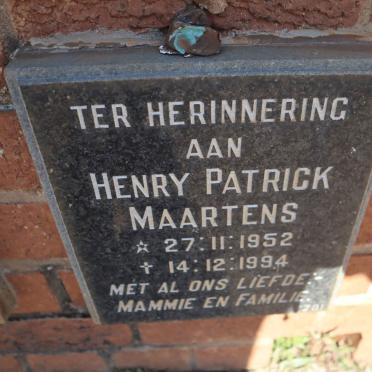 TER HERINNERING
AAN
HENRY PATRICK
MAARTENS
☆ 27.11.1952
✝ 14.12.1994
MET AL ONS LIEFDE
MAMMIE EN FAMILIE